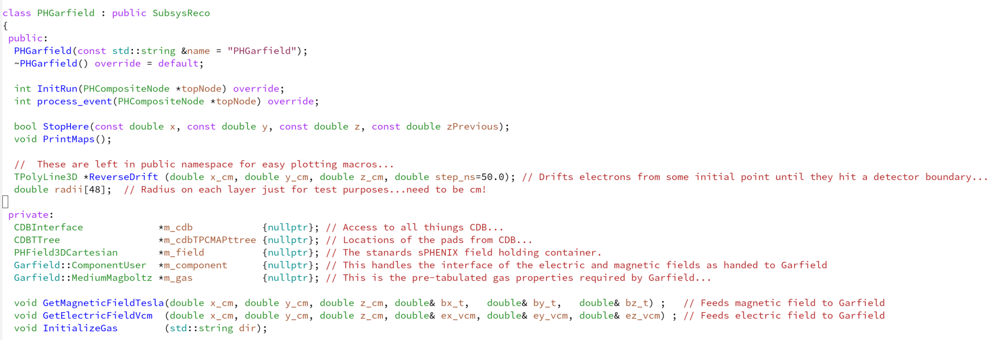 class PHGarfield : public SubsysReco
{
 public:
  PHGarfield(const std::string &name = "PHGarfield");
  ~PHGarfield() override = default;

  int InitRun(PHCompositeNode *topNode) override;
  int process_event(PHCompositeNode *topNode) override;

  bool StopHere(const double x, const double y, const double z, const double zPrevious);
  void PrintMaps();

  //  These are left in public namespace for easy plotting macros...
  TPolyLine3D *ReverseDrift (double x_cm, double y_cm, double z_cm, double step_ns=50.0); // Drifts electrons from some initial point until they hit a detector boundary...
  double radii[48];  // Radius on each layer just for test purposes...need to be cm!

 private:
  CDBInterface             *m_cdb            {nullptr}; // Access to all thiungs CDB...
  CDBTTree                 *m_cdbTPCMAPttree {nullptr}; // Locations of the pads from CDB...
  PHField3DCartesian       *m_field          {nullptr}; // The stanards sPHENIX field holding container.
  Garfield::ComponentUser  *m_component      {nullptr}; // This handles the interface of the electric and magnetic fields as handed to Garfield
  Garfield::MediumMagboltz *m_gas            {nullptr}; // This is the pre-tabulated gas properties required by Garfield...

  void GetMagneticFieldTesla(double x_cm, double y_cm, double z_cm, double& bx_t,   double& by_t,   double& bz_t) ;   // Feeds magnetic field to Garfield
  void GetElectricFieldVcm  (double x_cm, double y_cm, double z_cm, double& ex_vcm, double& ey_vcm, double& ez_vcm) ; // Feeds electric field to Garfield
  void InitializeGas        (std::string dir);